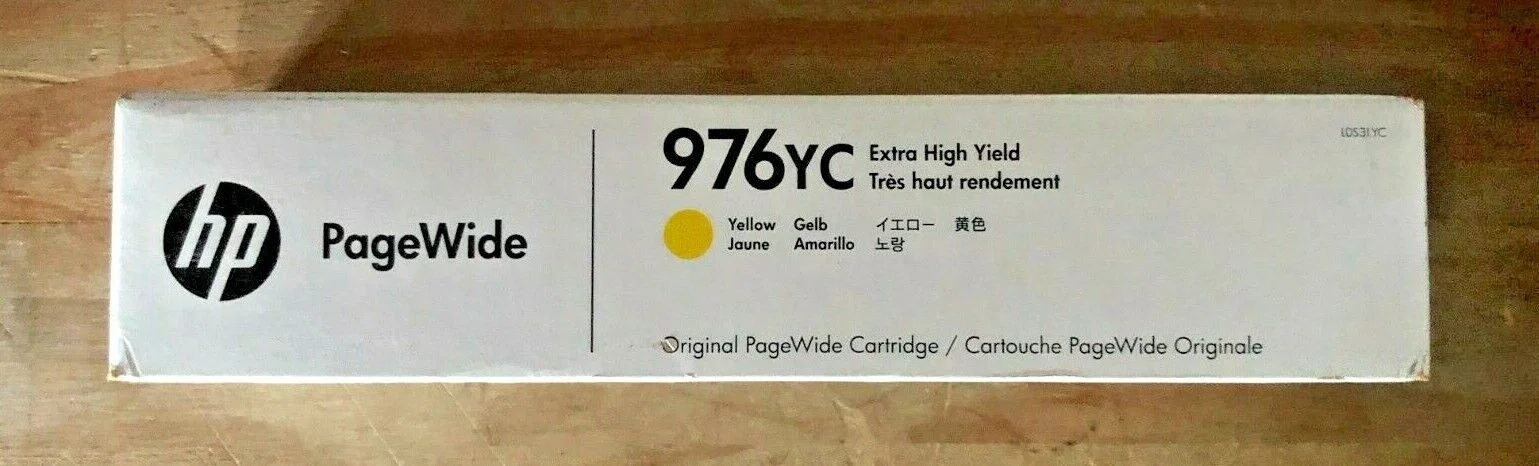 hp PageWide
976YC Extra High Yield
Très haut rendement
L0S31YC
Yellow Gelb イエロー 黄色
Jaune Amarillo 노랑
Original PageWide Cartridge / Cartouche PageWide Originale